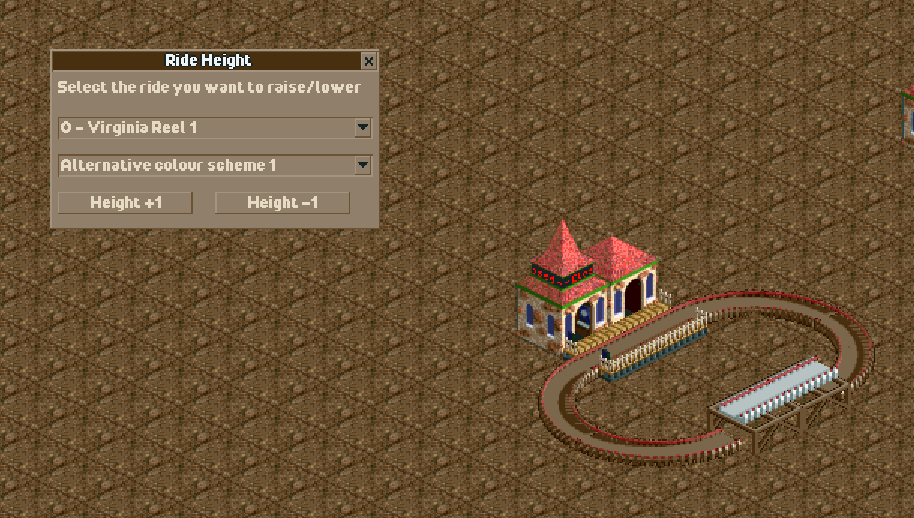 Ride Height
Select the ride you want to raise/lower
0 - Virginia Reel 1
Alternative colour scheme 1
Height +1
Height -1